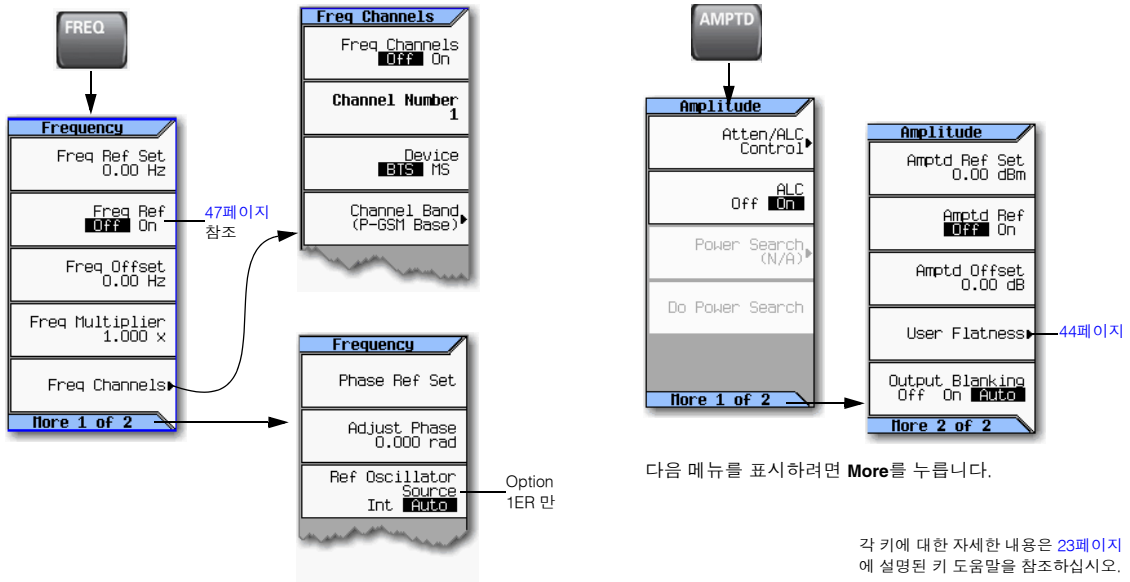 FREQ
Frequency
Freq Ref Set
0.00 Hz
Freq Ref
Off On
47페이지
참조
Freq Offset
0.00 Hz
Freq Multiplier
1.000 x
Freq Channels
More 1 of 2
Freq Channels
Freq Channels
Off On
Channel Number
1
Device
BTS MS
Channel Band
(P-GSM Base)
Frequency
Phase Ref Set
Adjust Phase
0.000 rad
Ref Oscillator
Source
Int Auto
Option
1ER 만
AMPTD
Amplitude
Atten/ALC
Control
ALC
Off On
Power Search
(N/A)
Do Power Search
More 1 of 2
Amplitude
Amptd Ref Set
0.00 dBm
Amptd Ref
Off On
Amptd Offset
0.00 dB
User Flatness
44페이지
Output Blanking
Off On Auto
More 2 of 2
다음 메뉴를 표시하려면 More를 누릅니다.
각 키에 대한 자세한 내용은 23페이지
에 설명된 키 도움말을 참조하십시오.